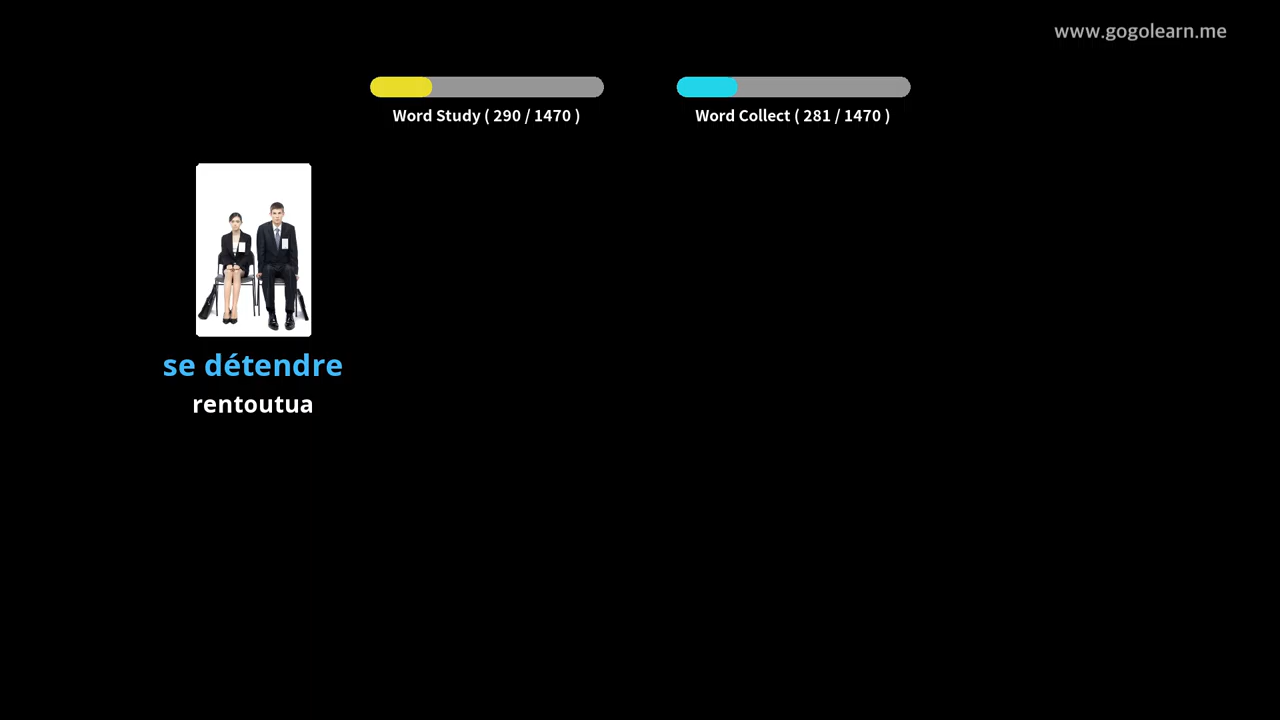 www.gogolearn.me
Word Study ( 290 / 1470 )
Word Collect ( 281 / 1470 )
se détendre
rentoutua